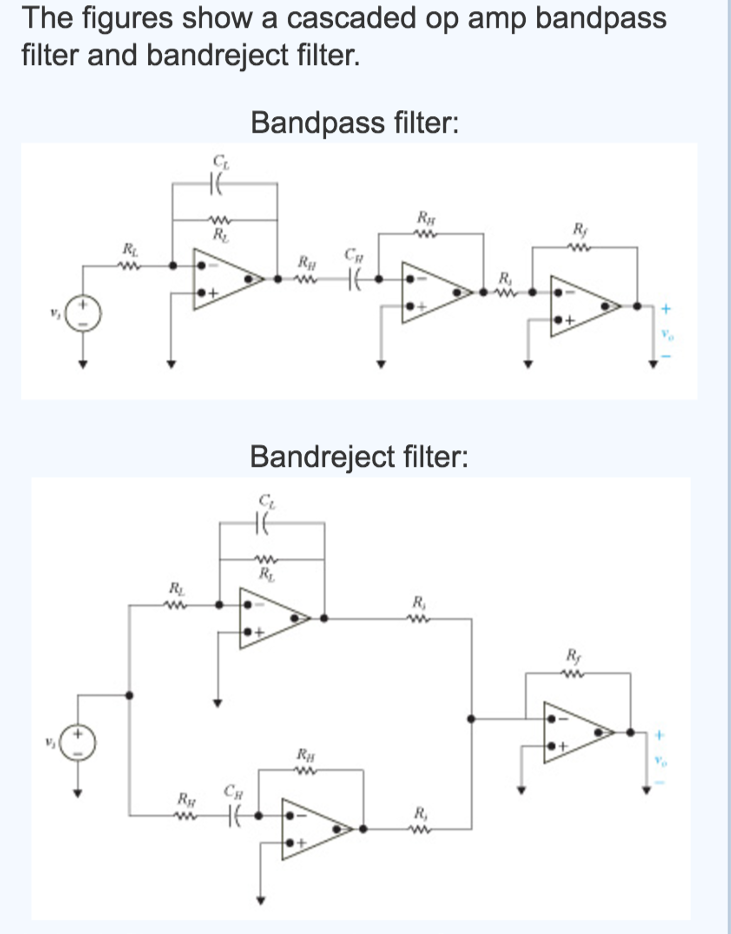 The figures show a cascaded op amp bandpass
filter and bandreject filter.
Bandpass filter:
C_L
R_L
R_L
R_H
C_H
R_H
R_i
R_f
v_i
+
−
−
+
−
+
−
+
+
v_o
−
Bandreject filter:
C_L
R_L
R_L
R_i
R_f
v_i
+
−
−
+
−
+
+
v_o
−
R_H
R_H
C_H
R_i
−
+